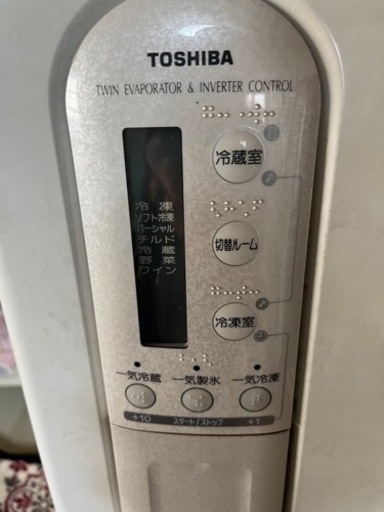 TOSHIBA
TWIN EVAPORATOR & INVERTER CONTROL
冷蔵室
冷凍
ソフト冷凍
パーシャル
チルド
冷蔵
野菜
ワイン
切替ルーム
冷凍室
一気冷蔵 一気製氷 一気冷凍
+10 スタート/ストップ +1